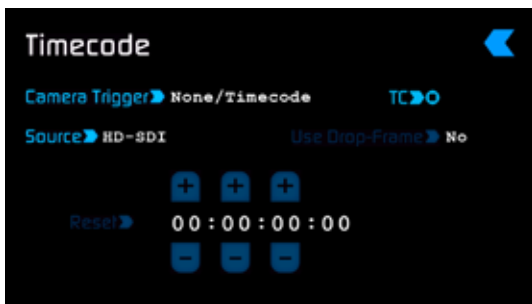 Timecode
Camera Trigger None/Timecode TC
Source HD-SDI Use Drop-Frame No
+ + +
Reset 00:00:00:00
- - -